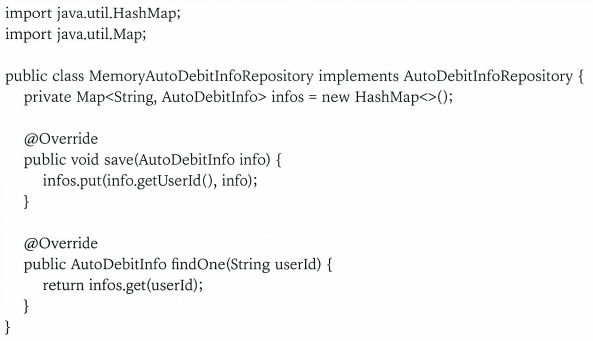 import java.util.HashMap;
import java.util.Map;

public class MemoryAutoDebitInfoRepository implements AutoDebitInfoRepository {
    private Map<String, AutoDebitInfo> infos = new HashMap<>();

    @Override
    public void save(AutoDebitInfo info) {
        infos.put(info.getUserId(), info);
    }

    @Override
    public AutoDebitInfo findOne(String userId) {
        return infos.get(userId);
    }
}